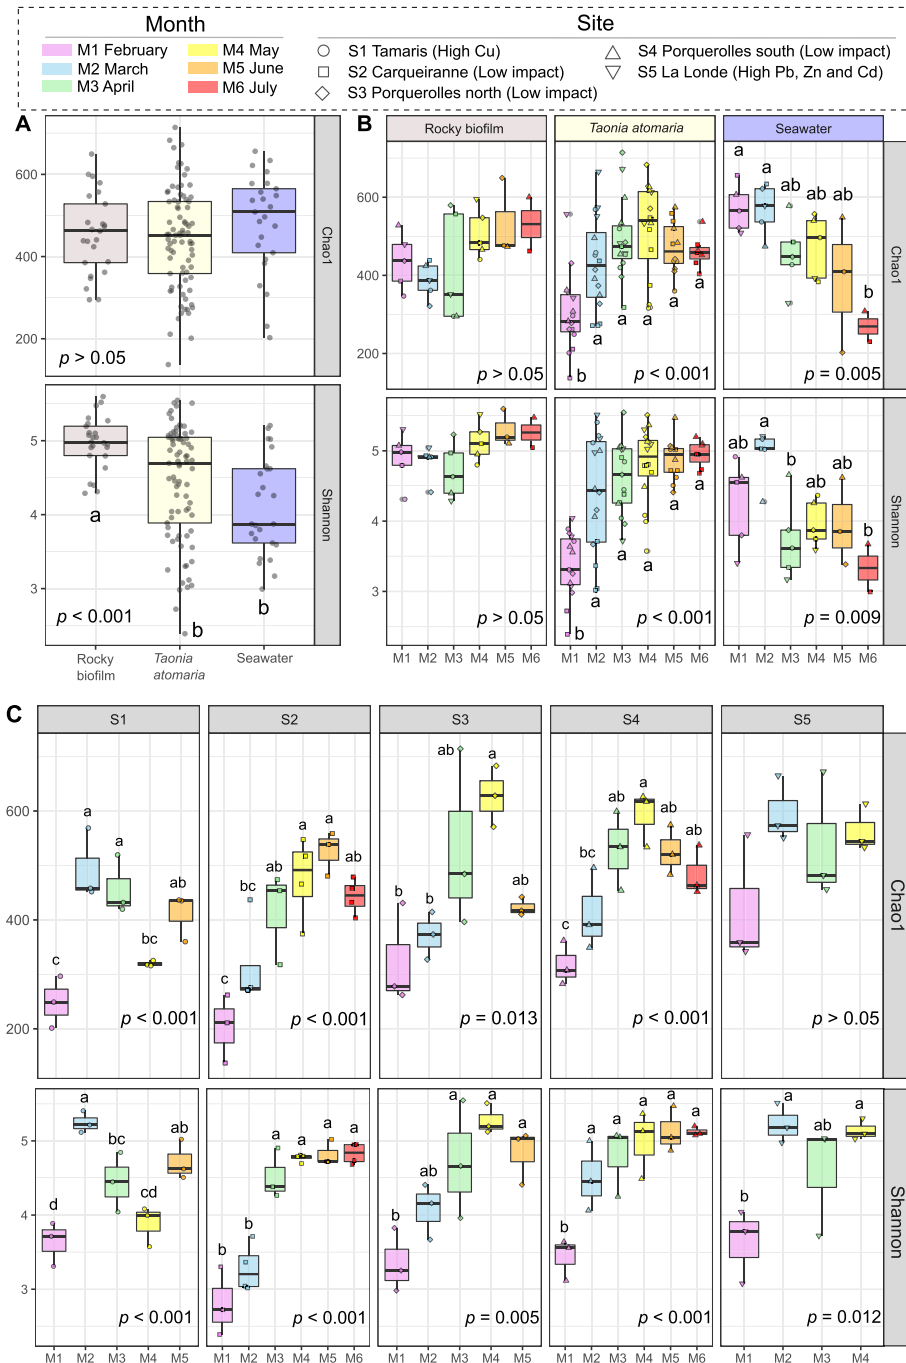 Month
Site
M1 February
M4 May
S1 Tamaris (High Cu)
S4 Porquerolles south (Low impact)
M2 March
M5 June
S2 Carqueiranne (Low impact)
S5 La Londe (High Pb, Zn and Cd)
M3 April
M6 July
S3 Porquerolles north (Low impact)
A
600
400
200
p > 0.05
Chao1
5
4
3
a
b
b
p < 0.001
Shannon
Rocky biofilm
Taonia atomaria
Seawater
B
Rocky biofilm
Taonia atomaria
Seawater
600
400
200
p > 0.05
b
a
a
a
a
a
p < 0.001
a
a
ab
ab
ab
b
p = 0.005
Chao1
5
4
3
p > 0.05
b
a
a
a
a
a
p < 0.001
ab
a
b
ab
ab
b
p = 0.009
Shannon
M1 M2 M3 M4 M5 M6
M1 M2 M3 M4 M5 M6
M1 M2 M3 M4 M5 M6
C
S1
S2
S3
S4
S5
600
400
200
c
a
a
bc
ab
p < 0.001
c
bc
ab
a
a
ab
p < 0.001
b
b
ab
a
ab
p = 0.013
c
bc
ab
a
ab
ab
p < 0.001
p > 0.05
Chao1
5
4
3
d
a
bc
cd
ab
p < 0.001
b
b
a
a
a
a
p < 0.001
b
ab
a
a
a
p = 0.005
b
a
a
a
a
a
p < 0.001
b
a
ab
a
p = 0.012
Shannon
M1 M2 M3 M4 M5
M1 M2 M3 M4 M5 M6
M1 M2 M3 M4 M5
M1 M2 M3 M4 M5 M6
M1 M2 M3 M4